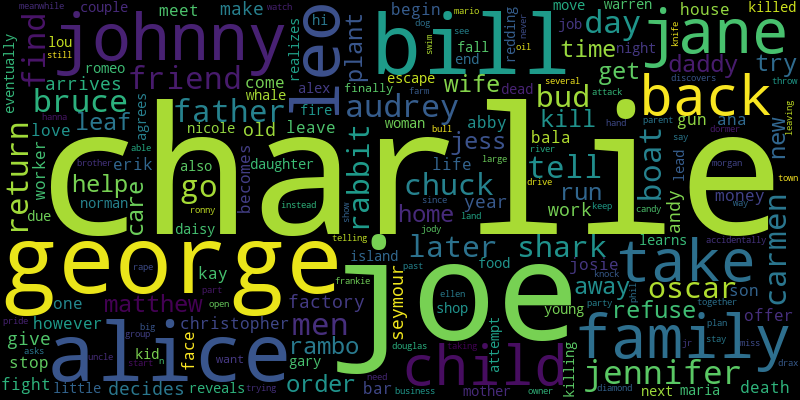 meanwhile couple meet make hi bill day warren house killed
find johnny leo plant dog begin move job jane knife
lou still friend realizes swim mario see fall end redding never oil time night daddy watch
eventually romeo arrives come whale alex escape wife dead several get try
bruce father finally fire farm audrey bud kill attack gun ana parent throw discovers back
return love leaf agrees nicole old leave woman bull abby bala hand dormer
hanna worker brother able charlie rabbit jess large river tell boat say morgan leaving new
erik also daughter life chuck run lead town
due help care go becomes home since year drive work keep andy money way
norman daisy ronny instead show jody land candy learns accidentally carmen
george telling joe later shark josie take
rape kay island food away knock
one matthew part open factory frankie past ellen shop young party phil oscar son together family
however pride christopher men seymour taking attempt refuse offer
give asks big group rambo douglas plan jr stay miss drax
alice kid n uncle want face gary need child killing jennifer
stop start order bar business mother owner diamond next maria death
fight little decides reveals trying